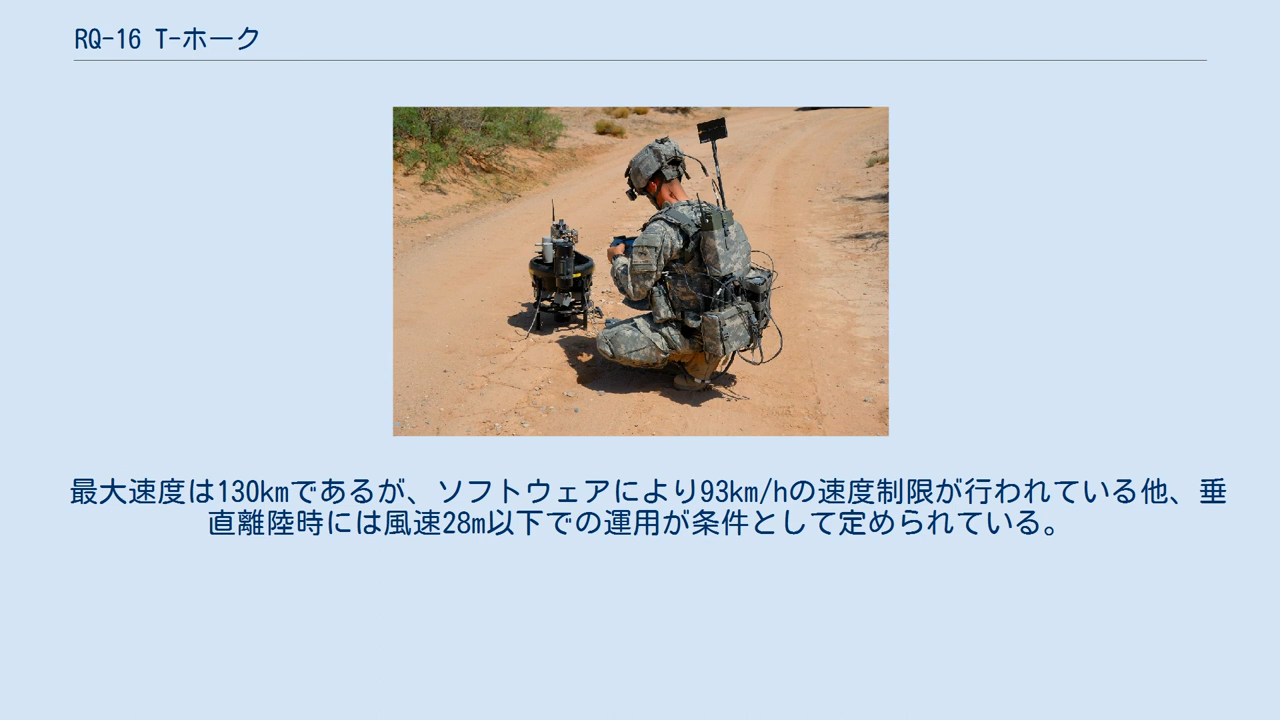 RQ-16 T-ホーク
最大速度は130kmであるが、ソフトウェアにより93km/hの速度制限が行われている他、垂
直離陸時には風速28m以下での運用が条件として定められている。